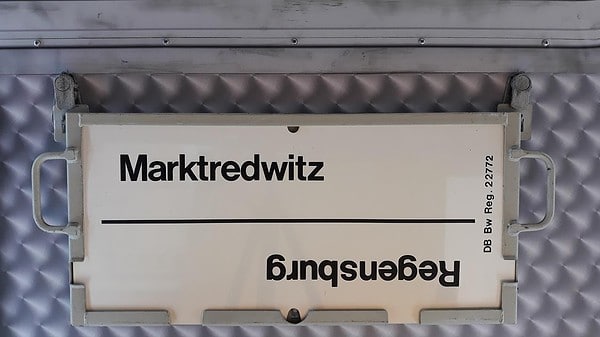 Marktredwitz
Regensburg
DB Bw Reg. 22772